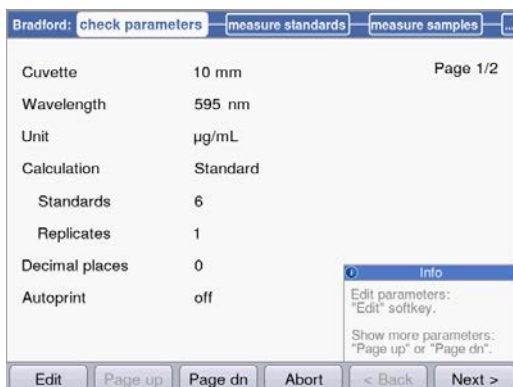 Bradford: check parameters measure standards measure samples ...
Page 1/2
Cuvette 10 mm
Wavelength 595 nm
Unit µg/mL
Calculation Standard
Standards 6
Replicates 1
Decimal places 0
Autoprint off
Info
Edit parameters:
"Edit" softkey.
Show more parameters:
"Page up" or "Page dn".
Edit Page up Page dn Abort < Back Next >